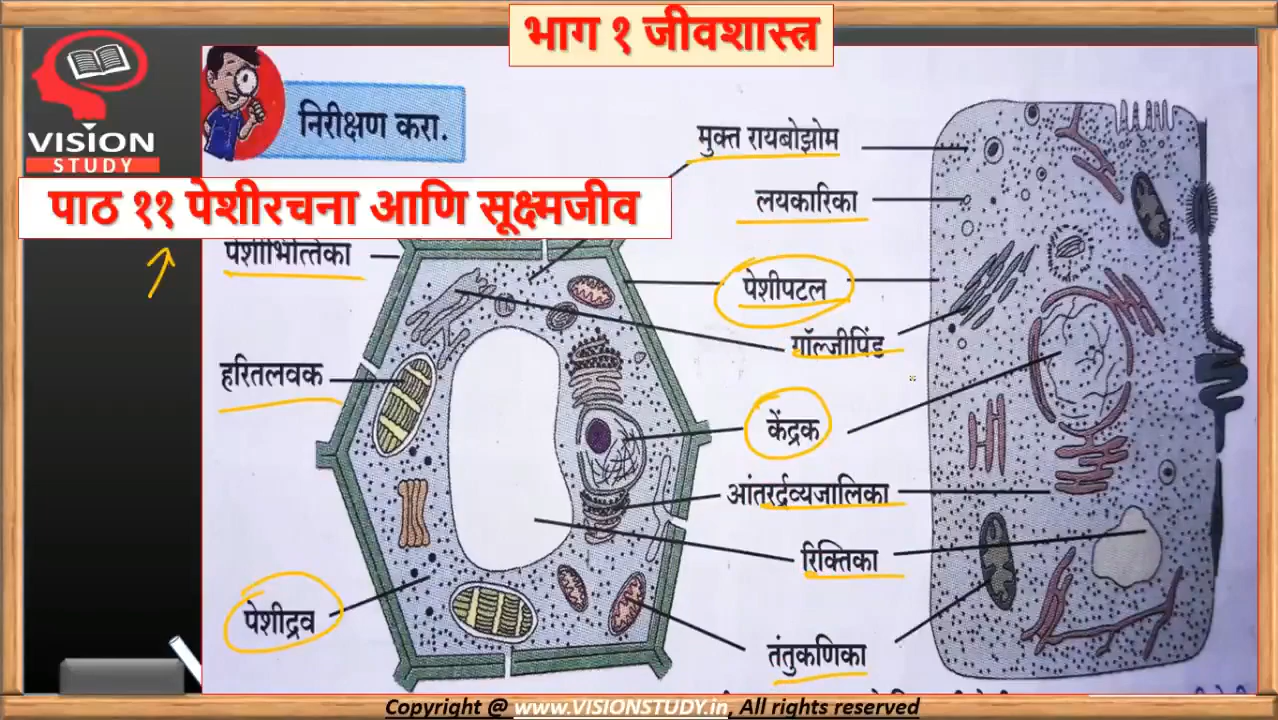 भाग १ जीवशास्त्र
VISION
STUDY
निरीक्षण करा.
मुक्त रायबोझोम
लयकारिका
पाठ ११ पेशीरचना आणि सूक्ष्मजीव
पेशीभित्तिका
पेशीपटल
गॉल्जीपिंड
हरितलवक
केंद्रक
आंतरर्द्रव्यजालिका
रिक्तिका
पेशीद्रव
तंतुकणिका
Copyright @ www.VISIONSTUDY.in, All rights reserved